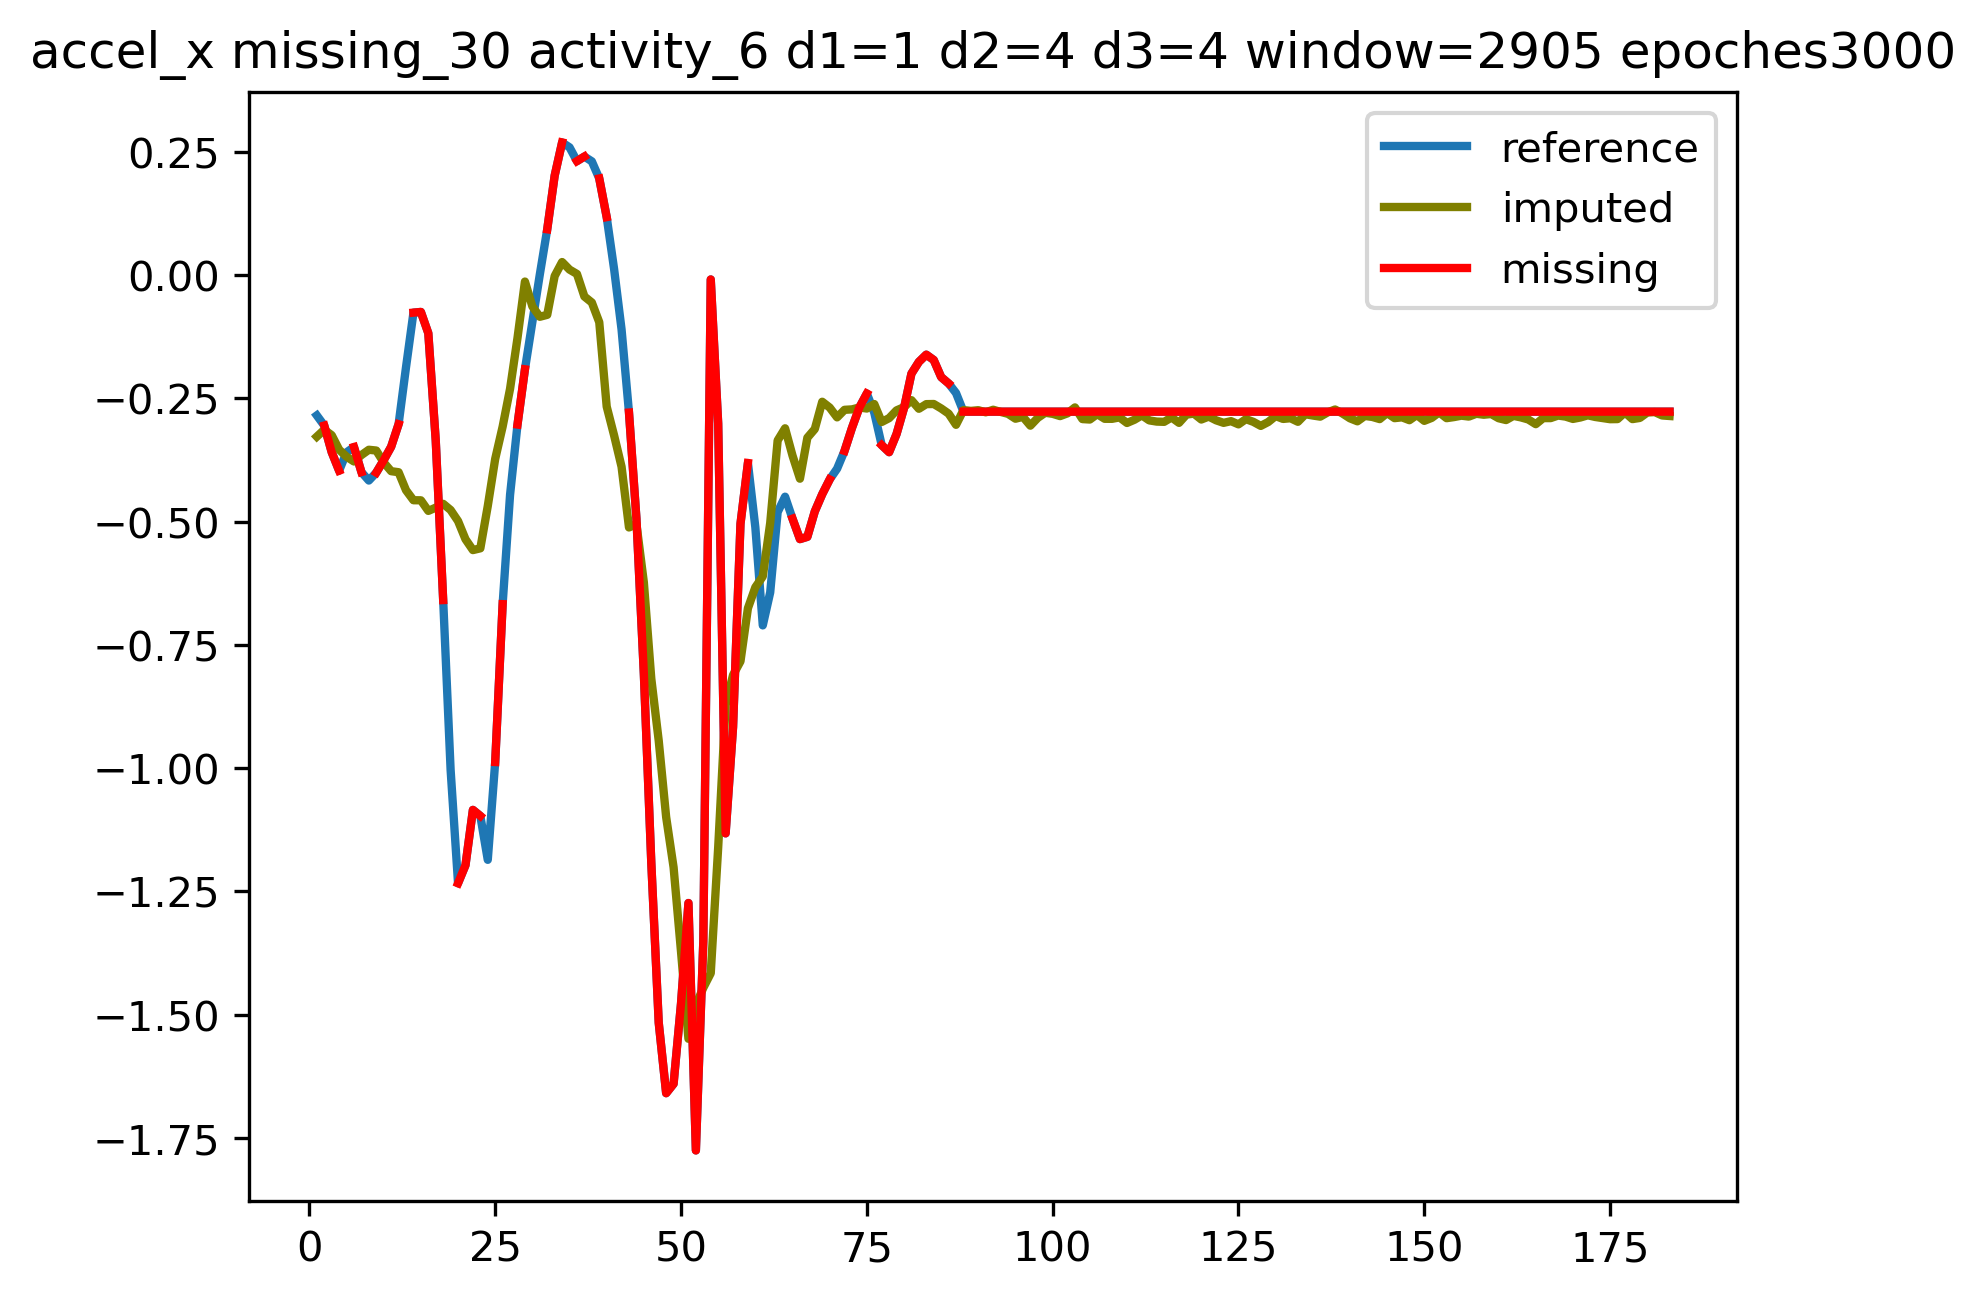 accel_x missing_30 activity_6 d1=1 d2=4 d3=4 window=2905 epoches3000
reference
imputed
missing
0.25
0.00
−0.25
−0.50
−0.75
−1.00
−1.25
−1.50
−1.75
0 25 50 75 100 125 150 175